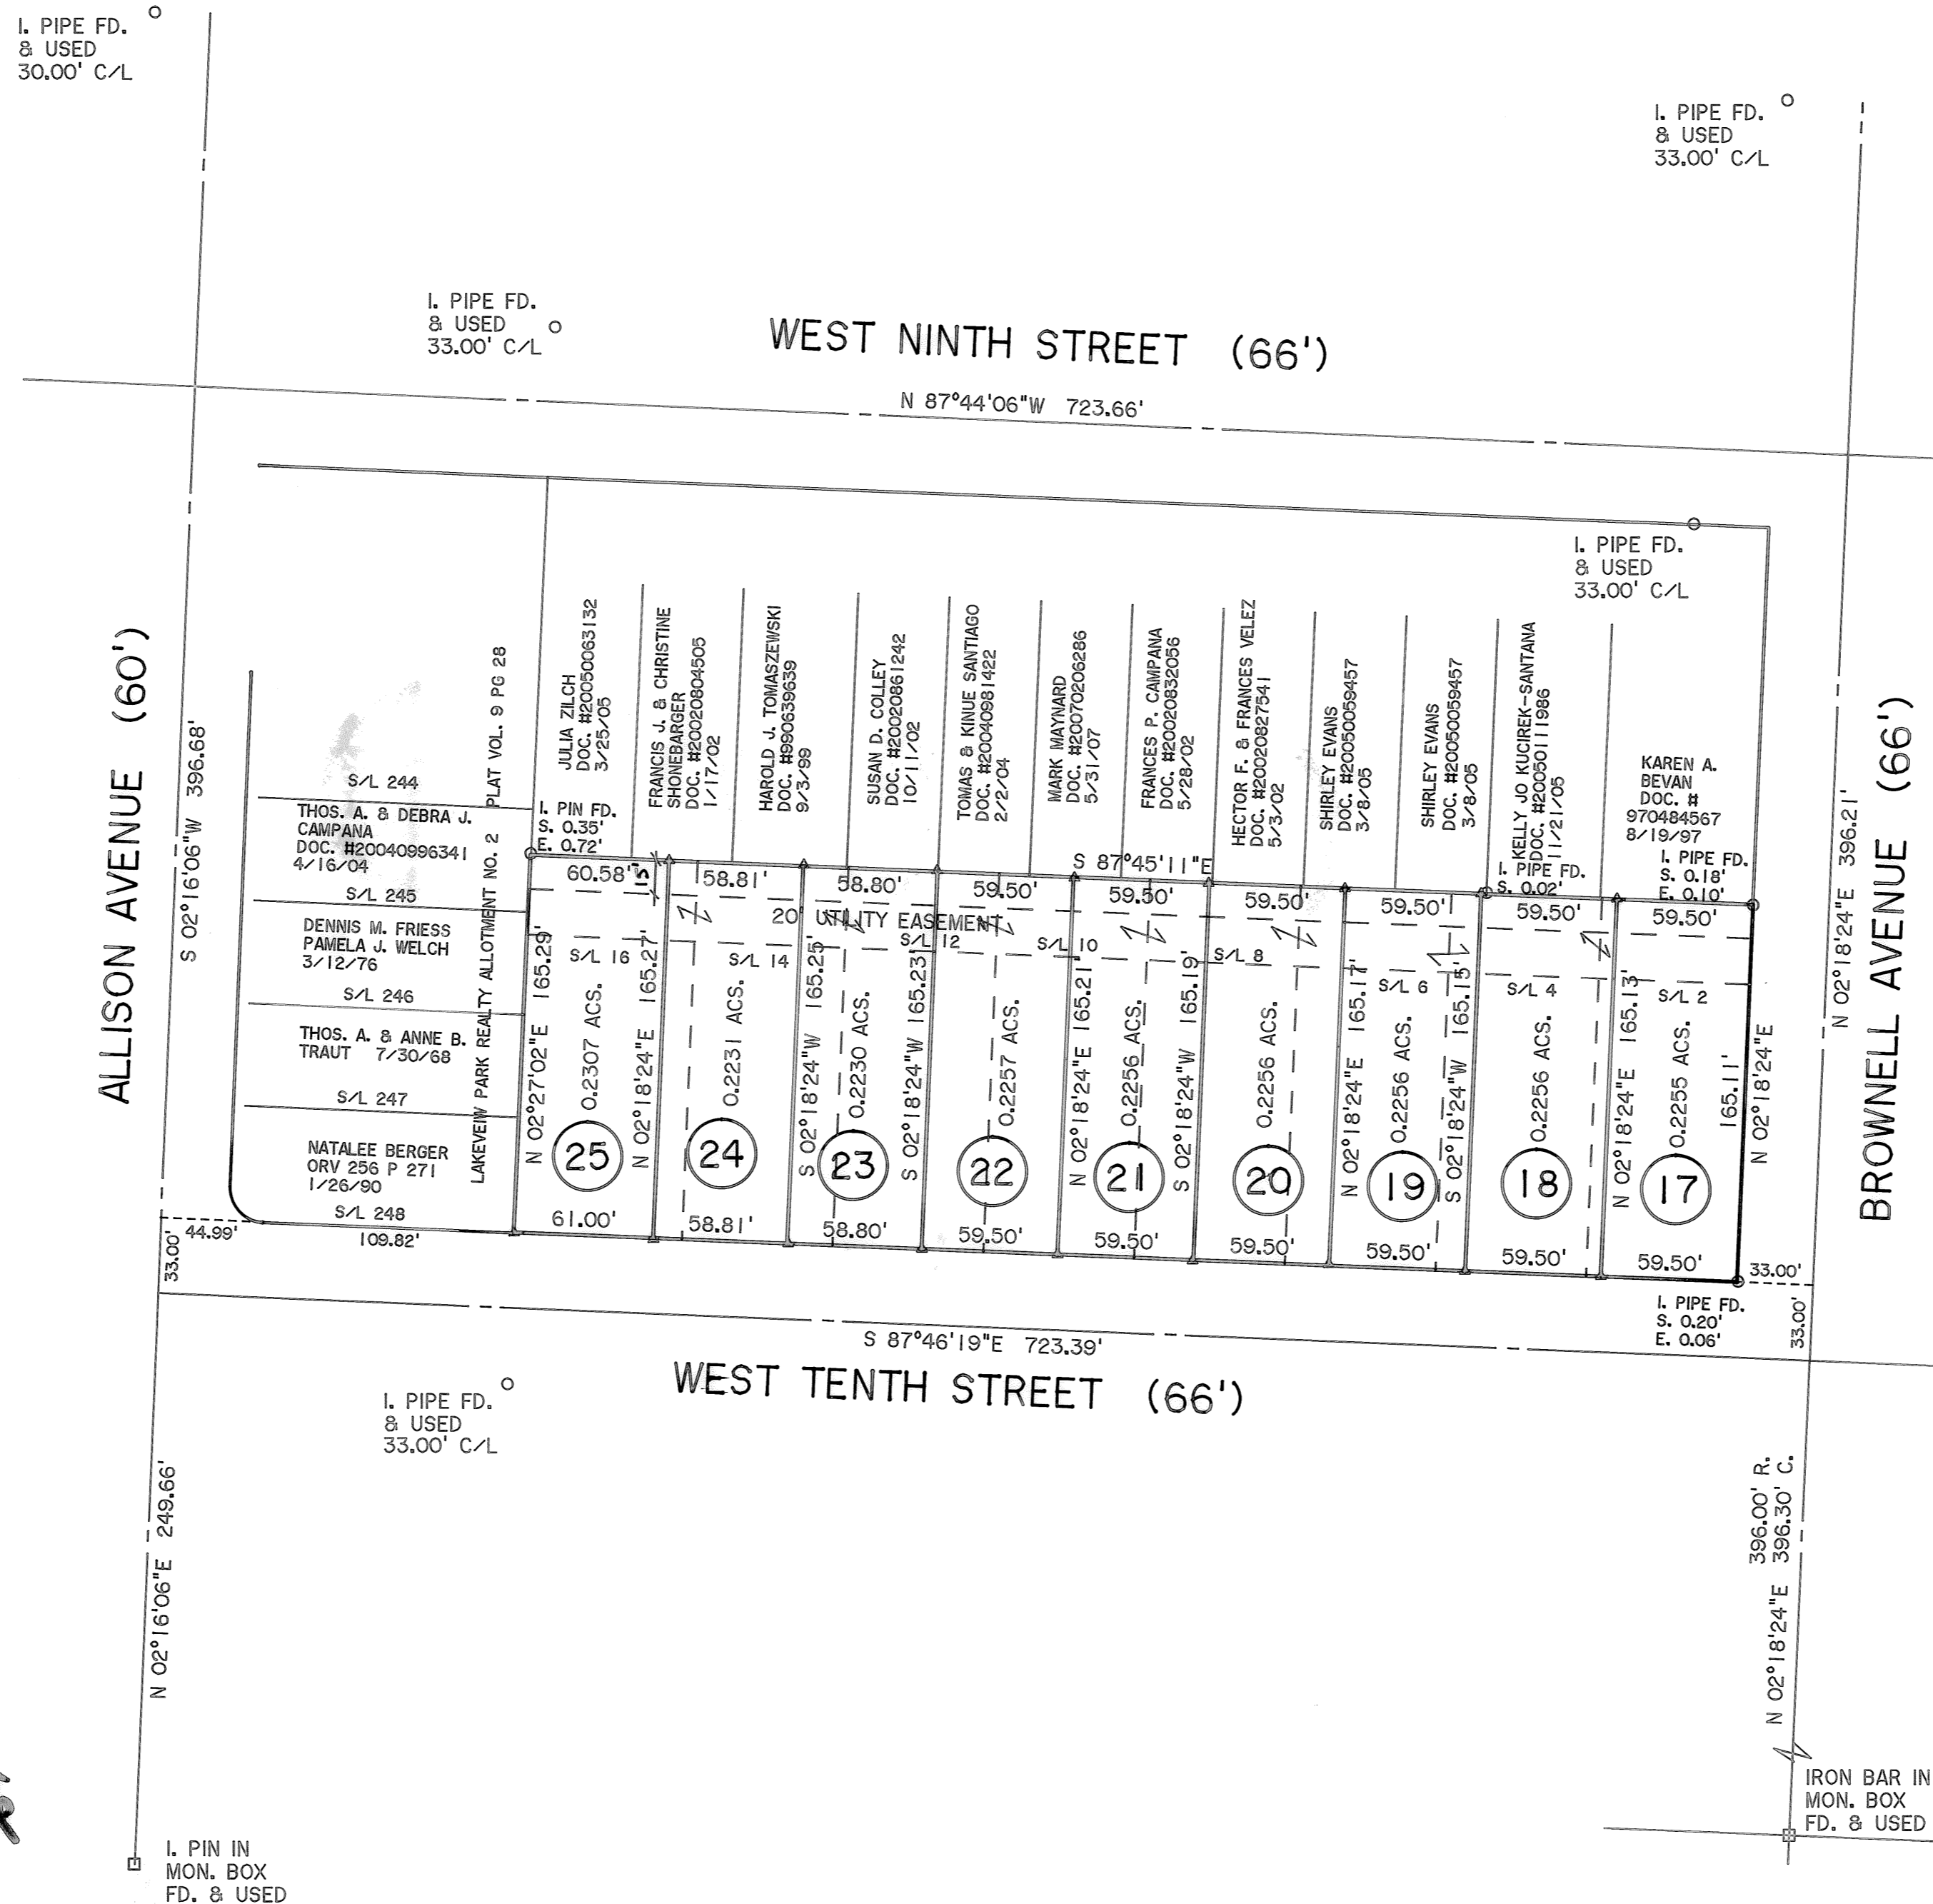 I. PIPE FD.
& USED
30.00' C/L
I. PIPE FD.
& USED
33.00' C/L
I. PIPE FD.
& USED
33.00' C/L
WEST NINTH STREET (66')
N 87°44'06"W 723.66'
I. PIPE FD.
& USED
33.00' C/L
ALLISON AVENUE (60')
S 02°16'06"W 396.68'
BROWNELL AVENUE (66')
N 02°18'24"E 396.21'
S/L 244
THOS. A. & DEBRA J.
CAMPANA
DOC. #20040996341
4/16/04
S/L 245
DENNIS M. FRIESS
PAMELA J. WELCH
3/12/76
S/L 246
THOS. A. & ANNE B.
TRAUT 7/30/68
S/L 247
NATALEE BERGER
ORV 256 P 271
1/26/90
S/L 248
LAKEVEIW PARK REALTY ALLOTMENT NO. 2 PLAT VOL. 9 PG 28
JULIA ZILCH
DOC. #20050063132
3/25/05
FRANCIS J. & CHRISTINE
SHONEBARGER
DOC. #20020804505
1/17/02
HAROLD J. TOMASZEWSKI
DOC. #990639639
9/3/99
SUSAN D. COLLEY
DOC. #20020861242
10/11/02
TOMAS & KINUE SANTIAGO
DOC. #20040981422
2/2/04
MARK MAYNARD
DOC. #20070206286
5/31/07
FRANCES P. CAMPANA
DOC. #20020832056
5/28/02
HECTOR F. & FRANCES VELEZ
DOC. #20020827541
5/3/02
SHIRLEY EVANS
DOC. #20050059457
3/8/05
SHIRLEY EVANS
DOC. #20050059457
3/8/05
KELLY JO KUCIREK-SANTANA
DOC. #20050111986
11/21/05
KAREN A.
BEVAN
DOC. #
970484567
8/19/97
I. PIN FD.
S. 0.35'
E. 0.72'
S 87°45'11"E
I. PIPE FD.
S. 0.02'
I. PIPE FD.
S. 0.18'
E. 0.10'
60.58'
15'
58.81'
58.80'
59.50'
59.50'
59.50'
59.50'
59.50'
59.50'
20' UTILITY EASEMENT
S/L 16
S/L 14
S/L 12
S/L 10
S/L 8
S/L 6
S/L 4
S/L 2
N 02°27'02"E 165.29'
0.2307 ACS.
N 02°18'24"E 165.27'
0.2231 ACS.
S 02°18'24"W 165.25'
0.2230 ACS.
S 02°18'24"W 165.23'
0.2257 ACS.
N 02°18'24"E 165.21'
0.2256 ACS.
S 02°18'24"W 165.19'
0.2256 ACS.
N 02°18'24"E 165.17'
0.2256 ACS.
S 02°18'24"W 165.15'
0.2256 ACS.
N 02°18'24"E 165.13'
0.2255 ACS.
165.11'
N 02°18'24"E
25
24
23
22
21
20
19
18
17
44.99'
33.00'
109.82'
61.00'
58.81'
58.80'
59.50'
59.50'
59.50'
59.50'
59.50'
59.50'
33.00'
33.00'
I. PIPE FD.
S. 0.20'
E. 0.06'
S 87°46'19"E 723.39'
WEST TENTH STREET (66')
I. PIPE FD.
& USED
33.00' C/L
N 02°16'06"E 249.66'
396.00' R.
N 02°18'24"E 396.30' C.
IRON BAR IN
MON. BOX
FD. & USED
I. PIN IN
MON. BOX
FD. & USED